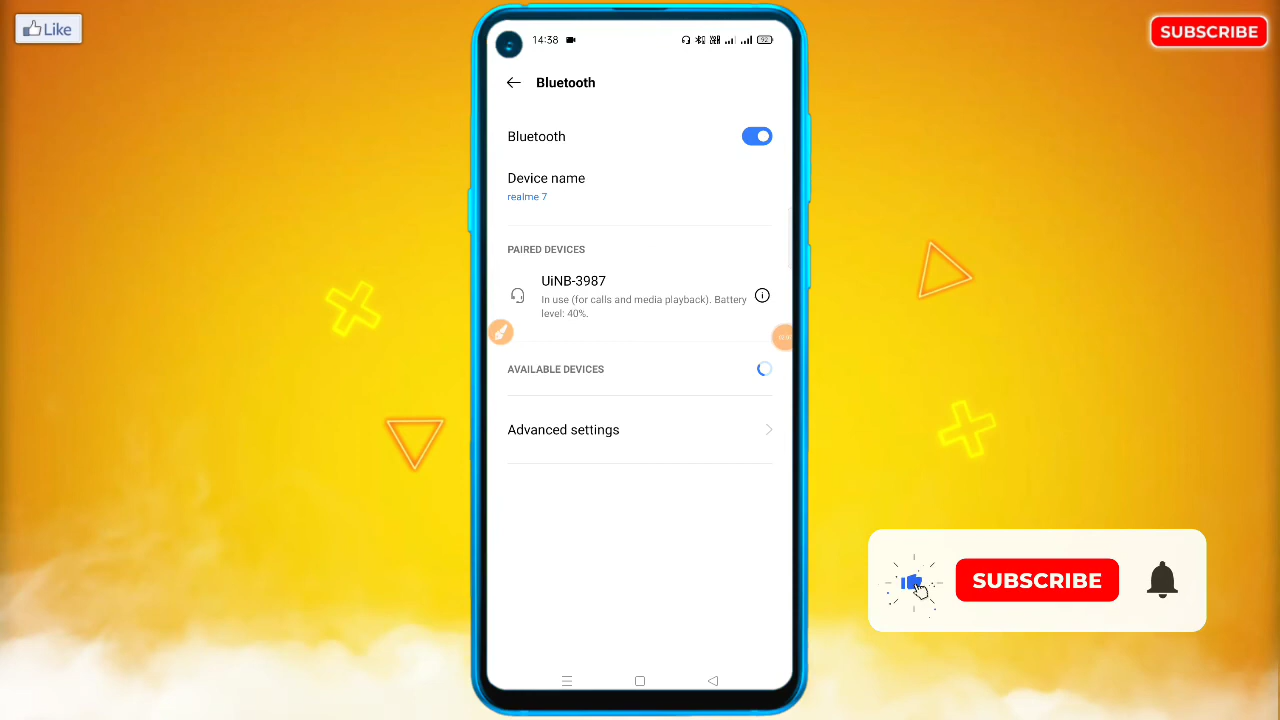 Like
SUBSCRIBE
14:38
92
Bluetooth
Bluetooth
Device name
realme 7
PAIRED DEVICES
UiNB-3987
In use (for calls and media playback). Battery
level: 40%.
AVAILABLE DEVICES
Advanced settings
SUBSCRIBE